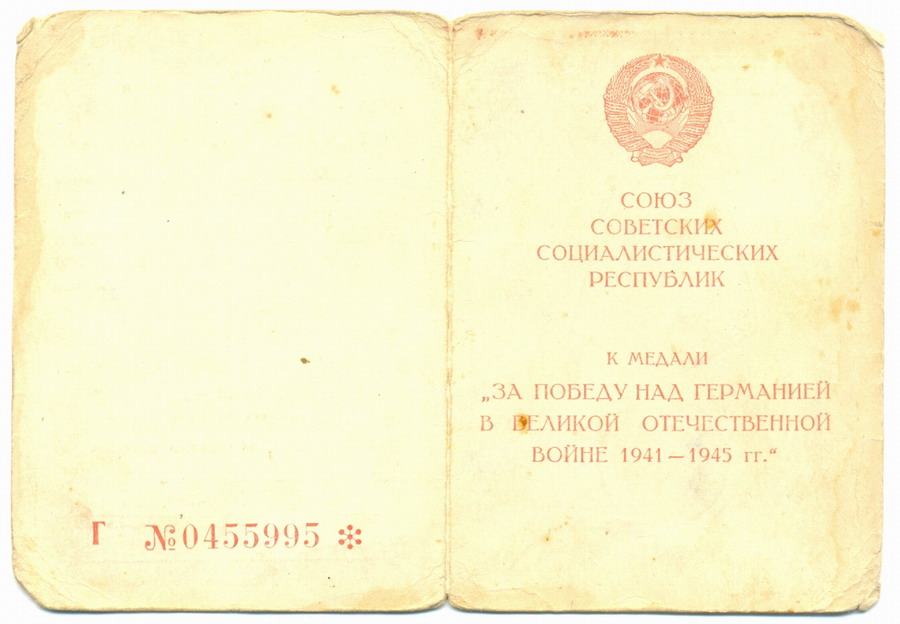 Г №0455995
СОЮЗ
СОВЕТСКИХ
СОЦИАЛИСТИЧЕСКИХ
РЕСПУБЛИК
К МЕДАЛИ
„ЗА ПОБЕДУ НАД ГЕРМАНИЕЙ
В ВЕЛИКОЙ ОТЕЧЕСТВЕННОЙ
ВОЙНЕ 1941—1945 гг.“